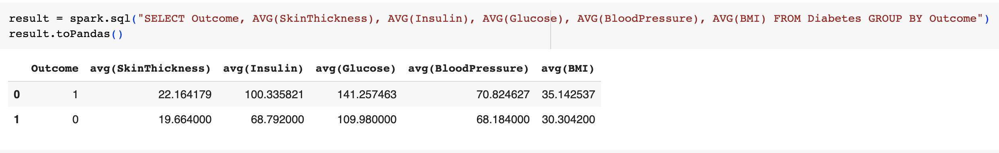 result = spark.sql("SELECT Outcome, AVG(SkinThickness), AVG(Insulin), AVG(Glucose), AVG(BloodPressure), AVG(BMI) FROM Diabetes GROUP BY Outcome")
result.toPandas()
Outcome avg(SkinThickness) avg(Insulin) avg(Glucose) avg(BloodPressure) avg(BMI)
0 1 22.164179 100.335821 141.257463 70.824627 35.142537
1 0 19.664000 68.792000 109.980000 68.184000 30.304200